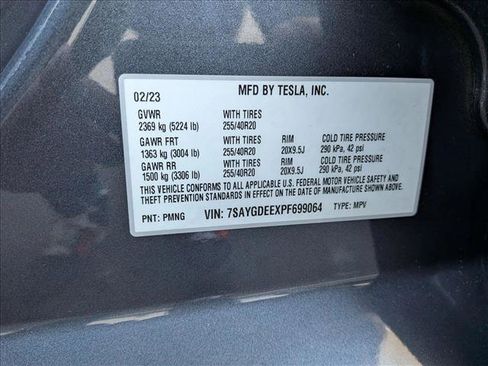 02/23 MFD BY TESLA, INC.
GVWR WITH TIRES
2369 kg (5224 lb) 255/40R20
GAWR FRT WITH TIRES RIM COLD TIRE PRESSURE
1363 kg (3004 lb) 255/40R20 20X9.5J 290 kPa, 42 psi
GAWR RR WITH TIRES RIM COLD TIRE PRESSURE
1500 kg (3306 lb) 255/40R20 20X9.5J 290 kPa, 42 psi
THIS VEHICLE CONFORMS TO ALL APPLICABLE U.S. FEDERAL MOTOR VEHICLE SAFETY AND
THEFT PREVENTION STANDARDS IN EFFECT ON THE DATE OF MANUFACTURE SHOWN ABOVE.
PNT: PMNG VIN: 7SAYGDEEXPF699064 TYPE: MPV